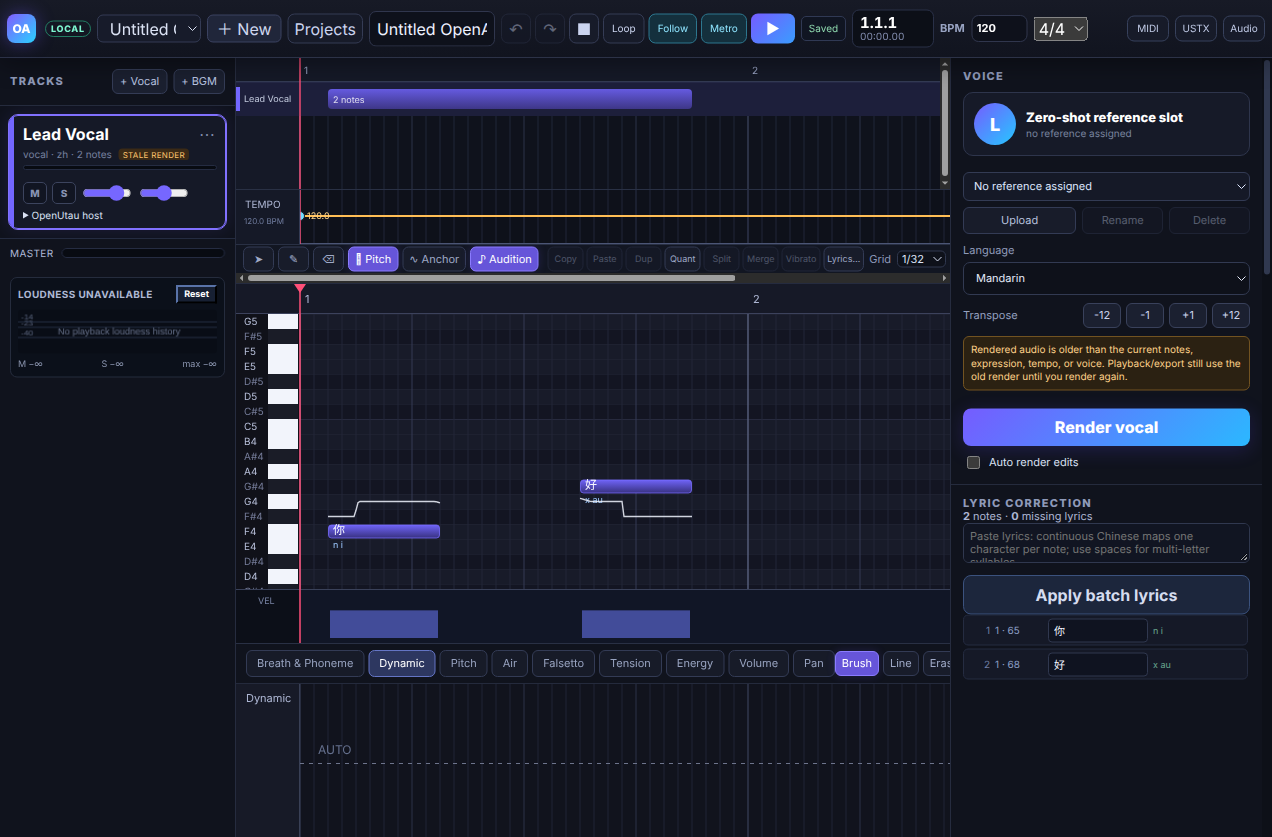 OA
LOCAL
Untitled
+ New
Projects
Untitled Open
Loop
Follow
Metro
Saved
1.1.1
00:00.00
BPM
120
4/4
MIDI
USTX
Audio
TRACKS
+ Vocal
+ BGM
Lead Vocal
...
vocal · zh · 2 notes
STALE RENDER
M
S
OpenUtau host
MASTER
LOUDNESS UNAVAILABLE
Reset
-14
-23
-40
No playback loudness history
M −∞
S −∞
max −∞
1
2
Lead Vocal
2 notes
TEMPO
120.0 BPM
120.0
Pitch
Anchor
Audition
Copy
Paste
Dup
Quant
Split
Merge
Vibrato
Lyrics...
Grid
1/32
1
2
G5
F#5
F5
E5
D#5
D5
C#5
C5
B4
A#4
A4
G#4
G4
F#4
F4
E4
D#4
D4
好
x au
你
n i
VEL
Breath & Phoneme
Dynamic
Pitch
Air
Falsetto
Tension
Energy
Volume
Pan
Brush
Line
Eras
Dynamic
AUTO
VOICE
L
Zero-shot reference slot
no reference assigned
No reference assigned
Upload
Rename
Delete
Language
Mandarin
Transpose
-12
-1
+1
+12
Rendered audio is older than the current notes,
expression, tempo, or voice. Playback/export still use the
old render until you render again.
Render vocal
Auto render edits
LYRIC CORRECTION
2 notes · 0 missing lyrics
Paste lyrics: continuous Chinese maps one
character per note; use spaces for multi-letter
syllables
Apply batch lyrics
1 1 · 65
你
n i
2 1 · 68
好
x au